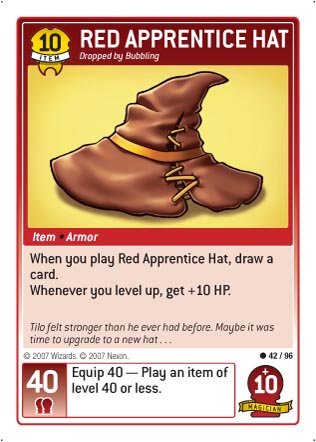 10
ITEM
RED APPRENTICE HAT
Dropped by Bubbling
Item • Armor
When you play Red Apprentice Hat, draw a
card.
Whenever you level up, get +10 HP.
Tilo felt stronger than he ever had before. Maybe it was
time to upgrade to a new hat . . .
© 2007 Wizards. © 2007 Nexon.
● 42 / 96
40
Equip 40 — Play an item of
level 40 or less.
+
10
MAGICIAN